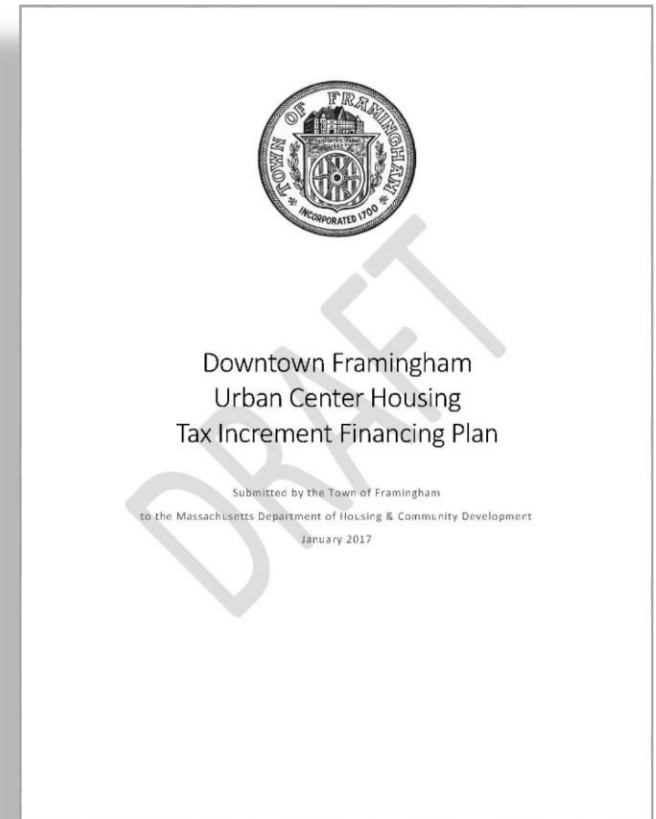 TOWN OF FRAMINGHAM
INCORPORATED 1700
DRAFT
Downtown Framingham
Urban Center Housing
Tax Increment Financing Plan
Submitted by the Town of Framingham
to the Massachusetts Department of Housing & Community Development
January 2017